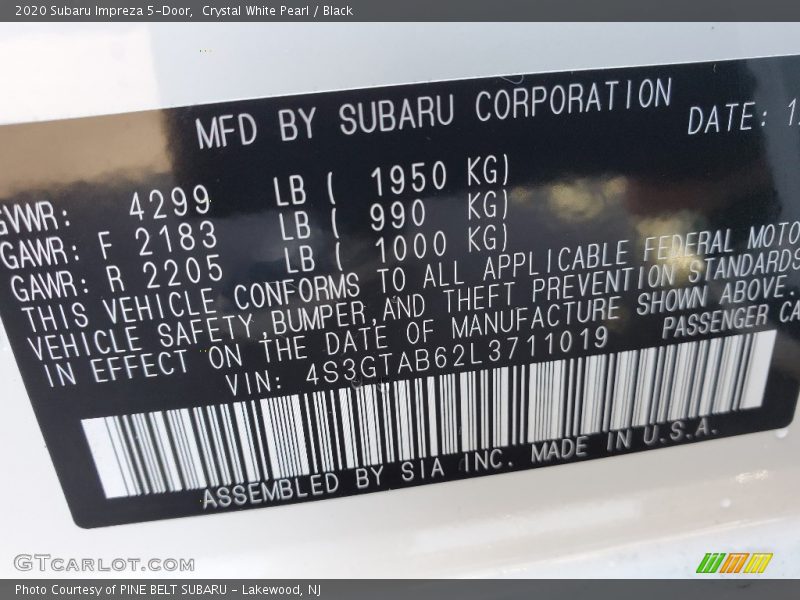 2020 Subaru Impreza 5-Door,  Crystal White Pearl / Black
MFD BY SUBARU CORPORATION
DATE: 1
GVWR: 4299 LB ( 1950 KG)
GAWR: F 2183 LB ( 990 KG)
GAWR: R 2205 LB ( 1000 KG)
THIS VEHICLE CONFORMS TO ALL APPLICABLE FEDERAL MOTO
VEHICLE SAFETY,BUMPER,AND THEFT PREVENTION STANDARDS
IN EFFECT ON THE DATE OF MANUFACTURE SHOWN ABOVE.
VIN: 4S3GTAB62L3711019 PASSENGER CA
ASSEMBLED BY SIA INC. MADE IN U.S.A.
GTcarlot.com
Photo Courtesy of PINE BELT SUBARU - Lakewood, NJ